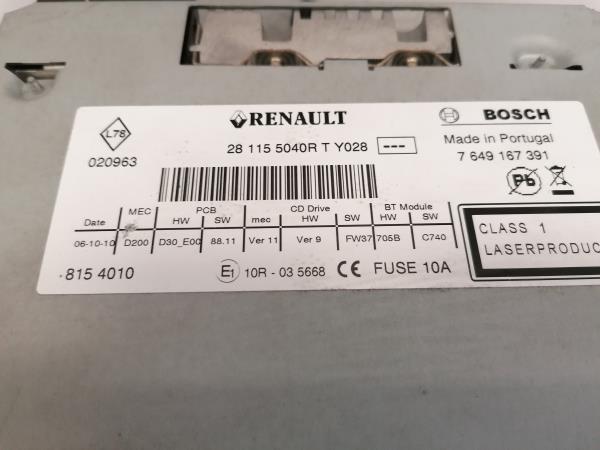 L78
RENAULT
BOSCH
020963
28 115 5040R T Y028 ---
Made in Portugal
7 649 167 391
Pb
Date MEC PCB CD Drive BT Module
HW SW mec HW SW HW SW
06-10-10 D200 D30_E00 88.11 Ver 11 Ver 9 FW37 705B C740
CLASS 1
LASERPRODUC
815 4010
E1 10R - 03 5668 CE FUSE 10A